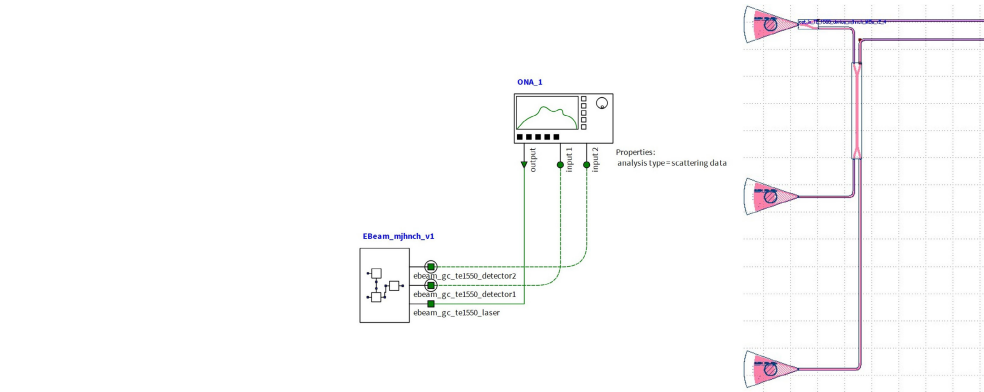 ONA_1
output
input 1
input 2
Properties:
analysis type=scattering data
EBeam_mjhnch_v1
ebeam_gc_te1550_detector2
ebeam_gc_te1550_detector1
ebeam_gc_te1550_laser